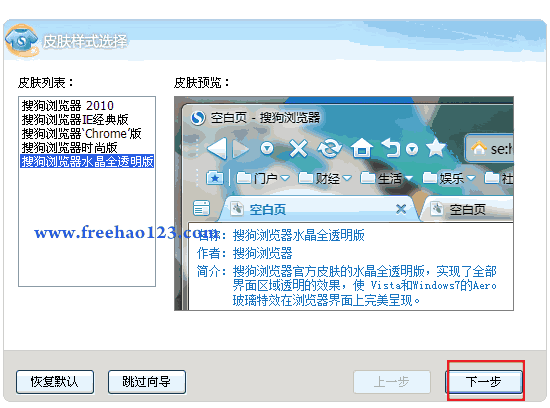 皮肤样式选择
皮肤列表：
皮肤预览：
搜狗浏览器 2010
搜狗浏览器IE经典版
搜狗浏览器‘Chrome’版
搜狗浏览器时尚版
搜狗浏览器水晶全透明版
空白页 - 搜狗浏览器
se:h
门户
财经
生活
娱乐
社
空白页
空白页
www.freehao123.com
名称：搜狗浏览器水晶全透明版
作者：搜狗浏览器
简介：搜狗浏览器官方皮肤的水晶全透明版，实现了全部
界面区域透明的效果，使 Vista和Windows7的Aero
玻璃特效在浏览器界面上完美呈现。
恢复默认
跳过向导
上一步
下一步